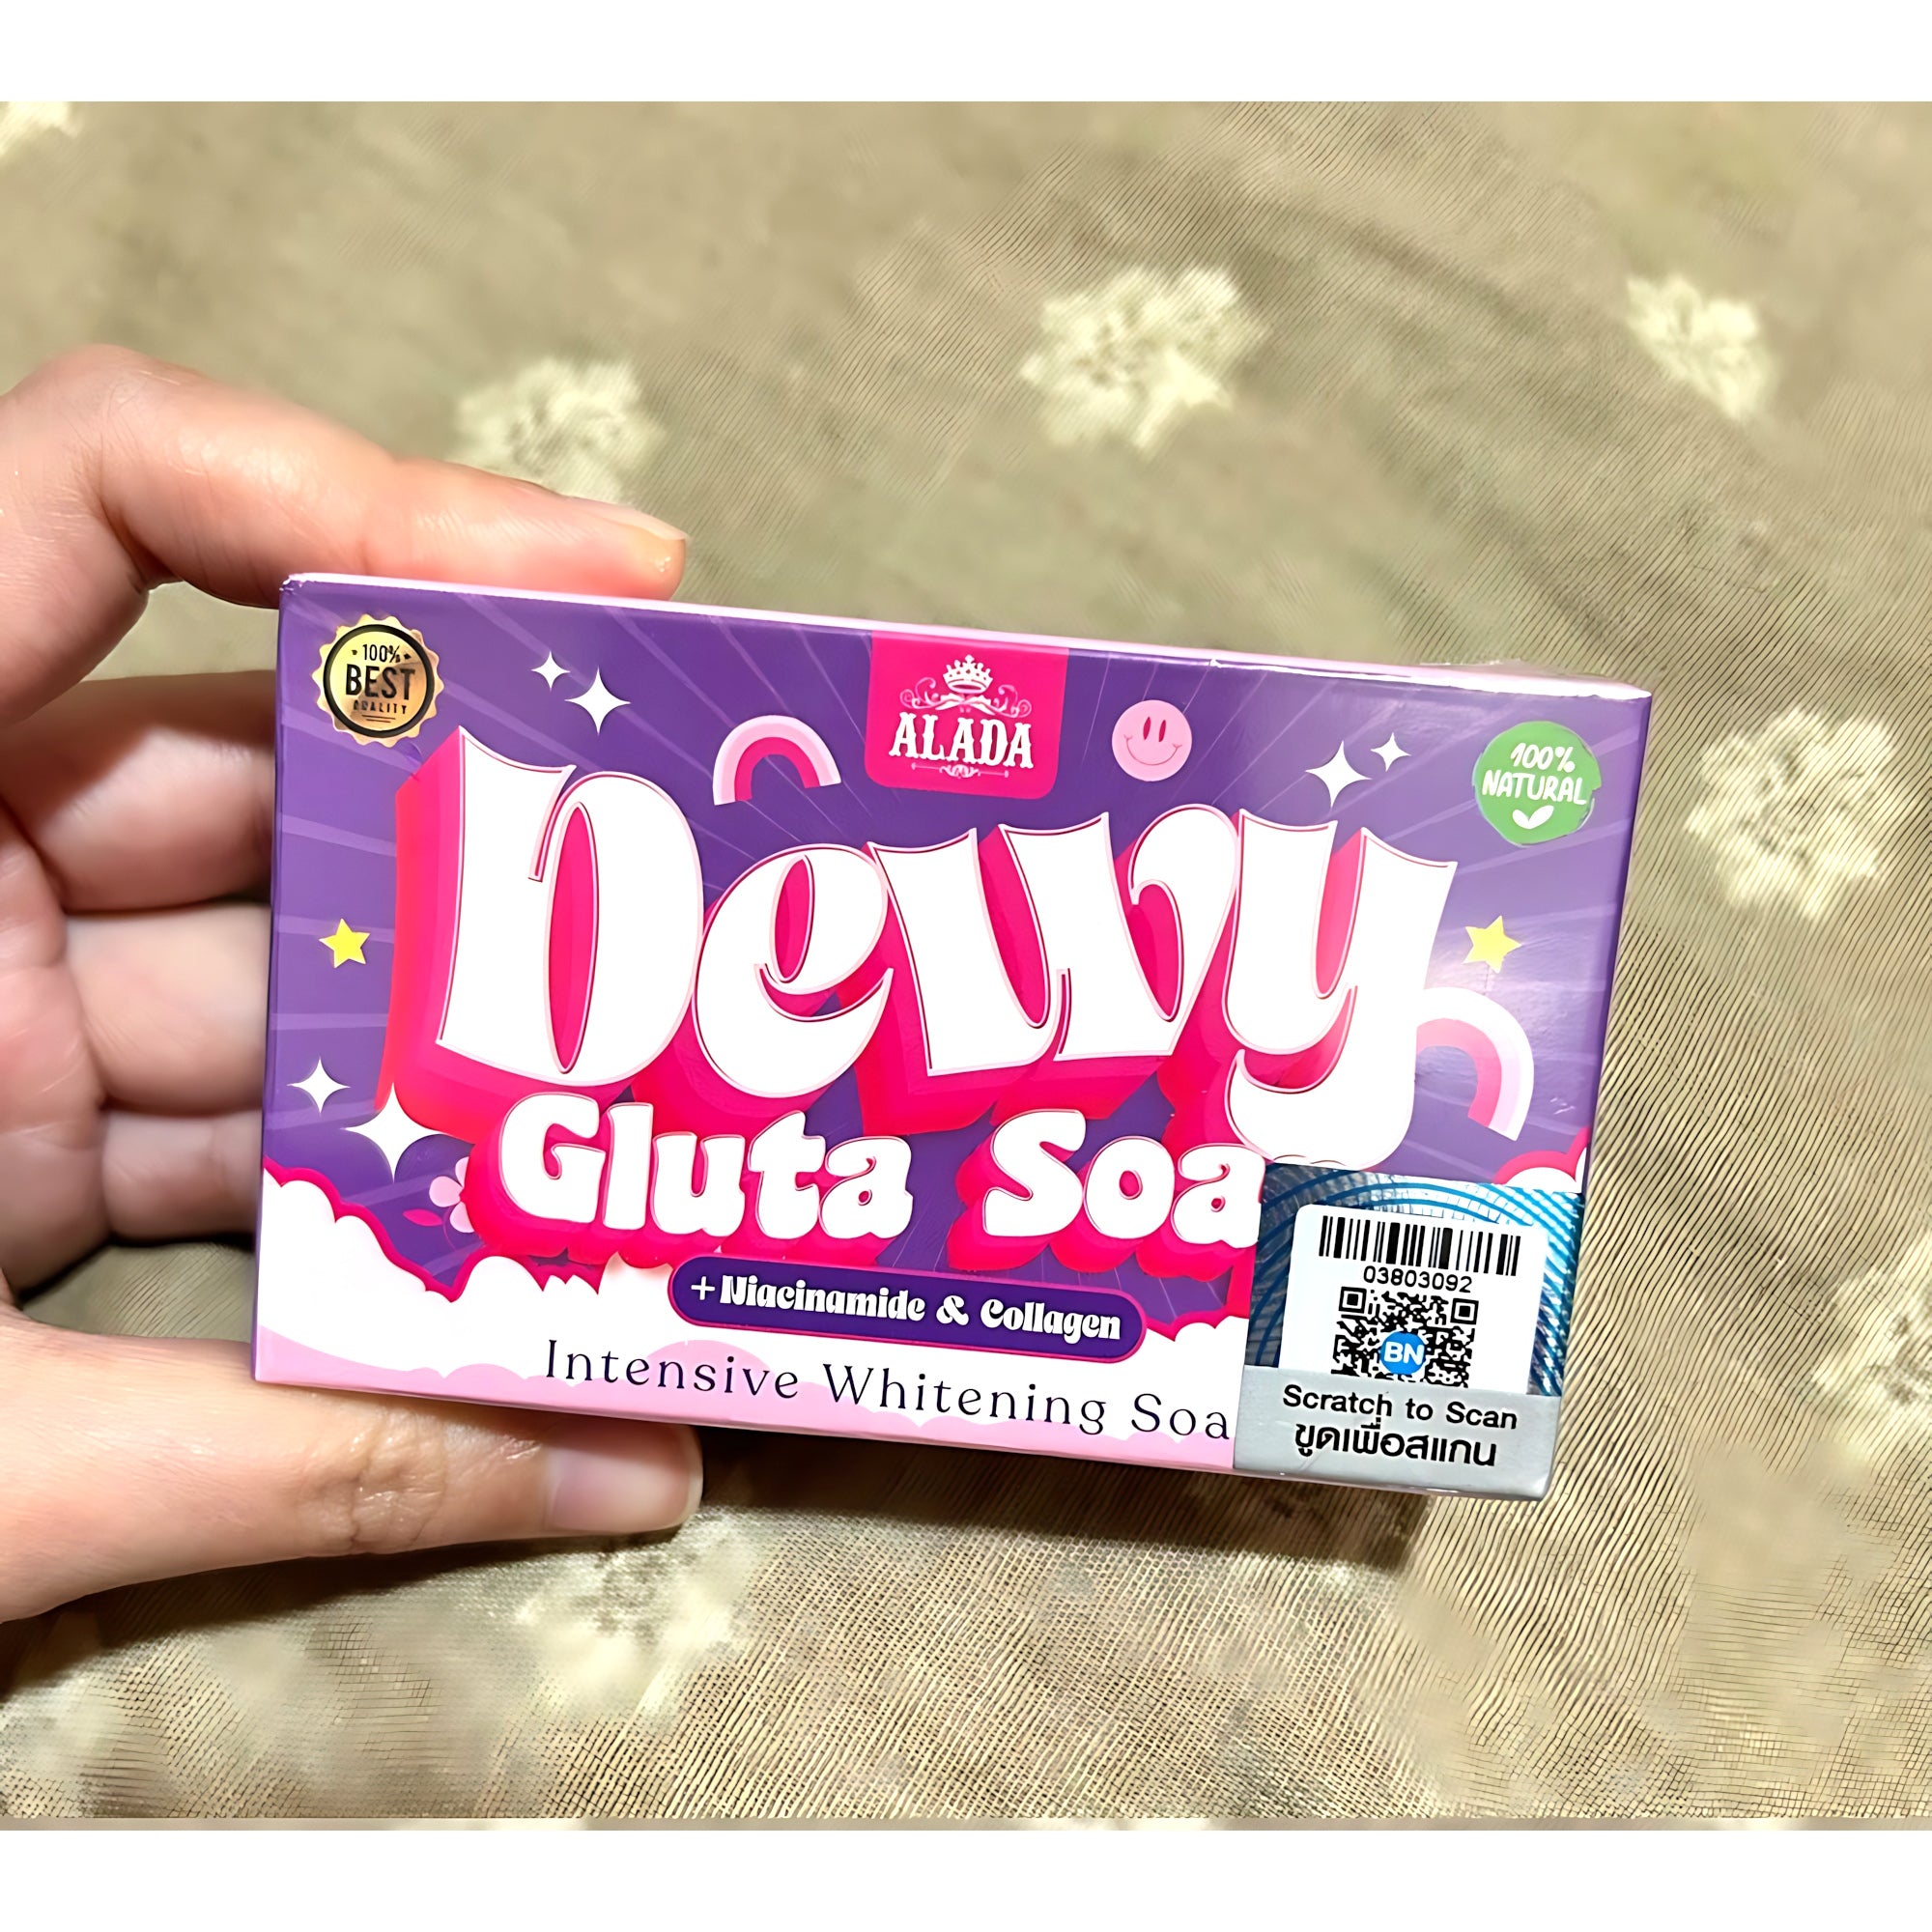 100%
BEST
QUALITY
ALADA
100%
NATURAL
Dewy
Gluta Soa
+ Niacinamide & Collagen
Intensive Whitening Soa
03803092
BN
Scratch to Scan
ขูดเพื่อสแกน